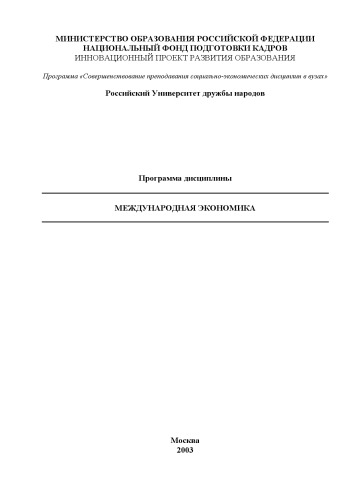 МИНИСТЕРСТВО ОБРАЗОВАНИЯ РОССИЙСКОЙ ФЕДЕРАЦИИ
НАЦИОНАЛЬНЫЙ ФОНД ПОДГОТОВКИ КАДРОВ
ИННОВАЦИОННЫЙ ПРОЕКТ РАЗВИТИЯ ОБРАЗОВАНИЯ
Программа «Совершенствование преподавания социально-экономических дисциплин в вузах»
Российский Университет дружбы народов
Программа дисциплины
МЕЖДУНАРОДНАЯ ЭКОНОМИКА
Москва
2003